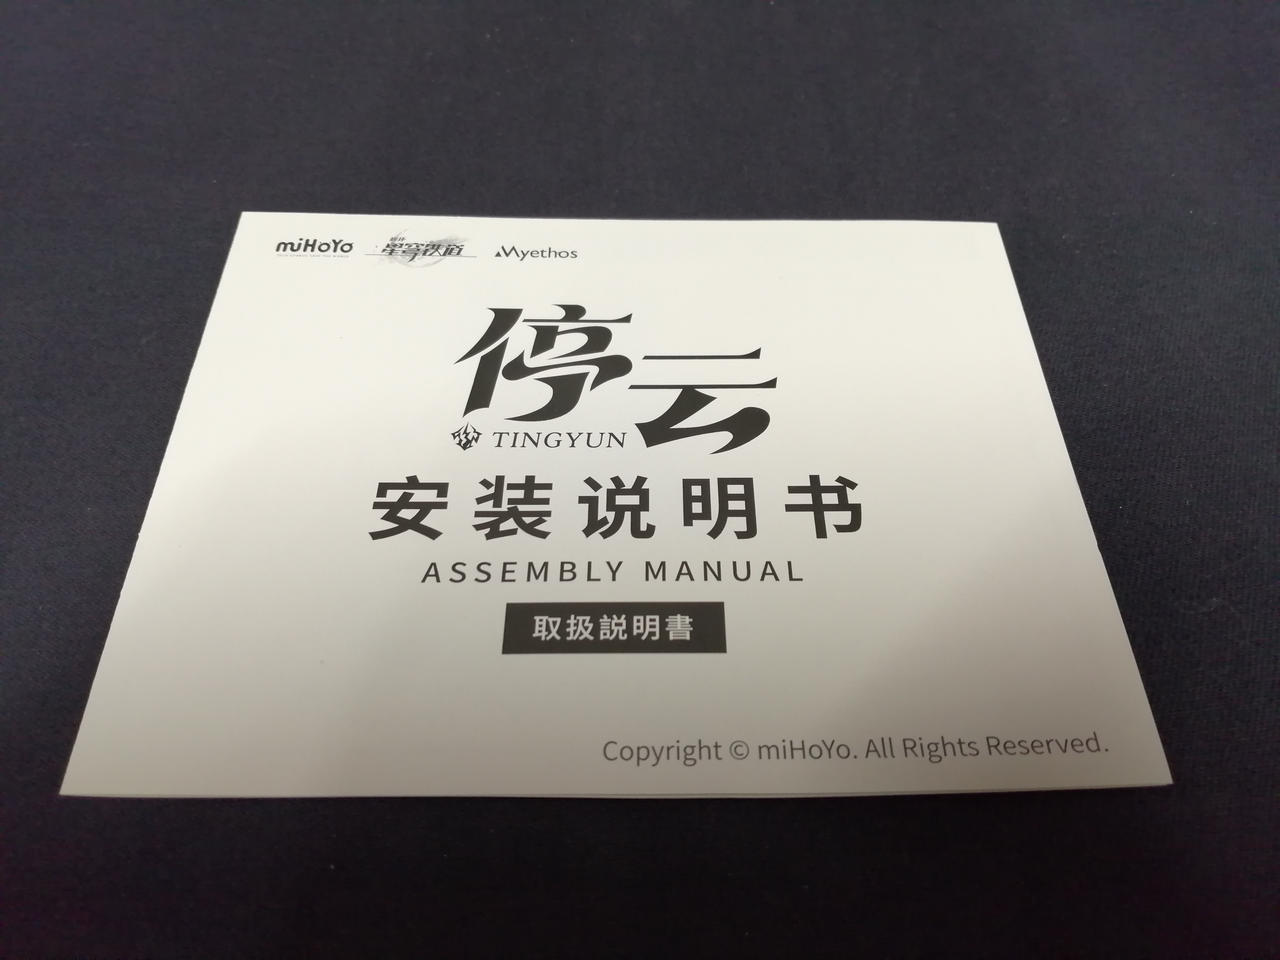 miHoYo
崩坏
星穹铁道
Myethos
停云
TINGYUN
安装说明书
ASSEMBLY MANUAL
取扱説明書
Copyright © miHoYo. All Rights Reserved.